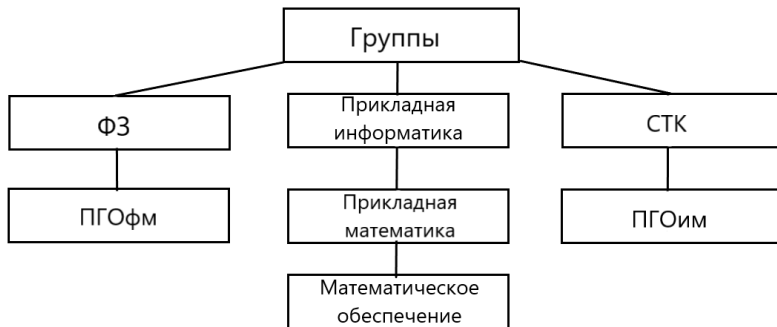 Группы
ФЗ
Прикладная
информатика
СТК
ПГОфм
Прикладная
математика
ПГОим
Математическое
обеспечение